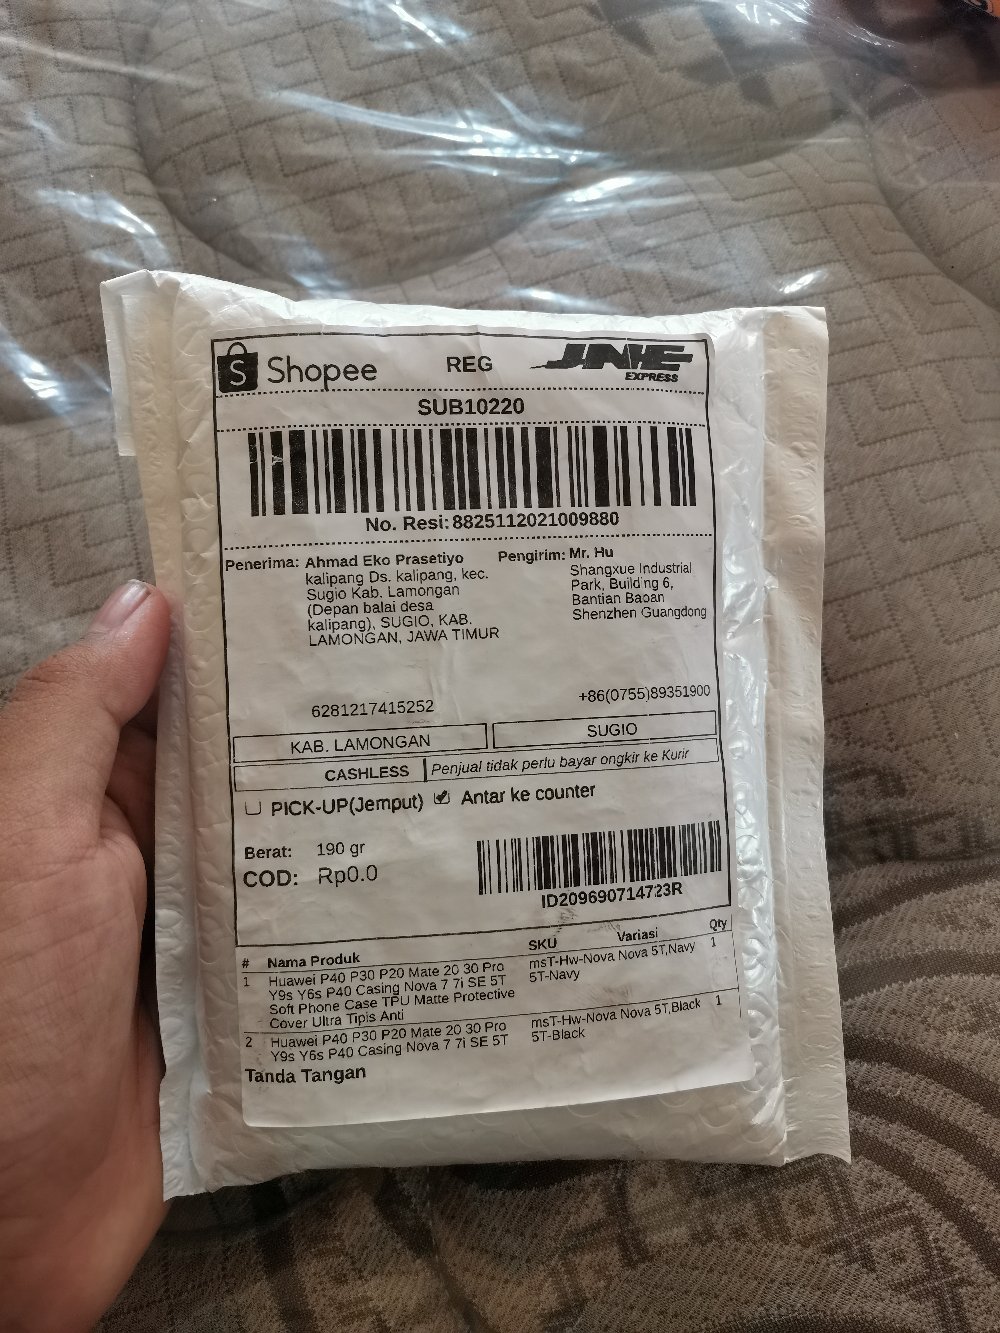 Shopee REG JNE EXPRESS
SUB10220
No. Resi: 8825112021009880
Penerima: Ahmad Eko Prasetiyo
kalipang Ds. kalipang, kec.
Sugio Kab. Lamongan
(Depan balai desa
kalipang), SUGIO, KAB.
LAMONGAN, JAWA TIMUR
6281217415252
Pengirim: Mr. Hu
Shangxue Industrial
Park, Building 6,
Bantian Baoan
Shenzhen Guangdong
+86(0755)89351900
KAB. LAMONGAN SUGIO
CASHLESS Penjual tidak perlu bayar ongkir ke Kurir
PICK-UP(Jemput) Antar ke counter
Berat: 190 gr
COD: Rp0.0
ID209690714723R
# Nama Produk SKU Variasi Qty
1 Huawei P40 P30 P20 Mate 20 30 Pro msT-Hw-Nova Nova 5T,Navy 1
Y9s Y6s P40 Casing Nova 7 7i SE 5T 5T-Navy
Soft Phone Case TPU Matte Protective
Cover Ultra Tipis Anti
2 Huawei P40 P30 P20 Mate 20 30 Pro msT-Hw-Nova Nova 5T,Black 1
Y9s Y6s P40 Casing Nova 7 7i SE 5T 5T-Black
Tanda Tangan